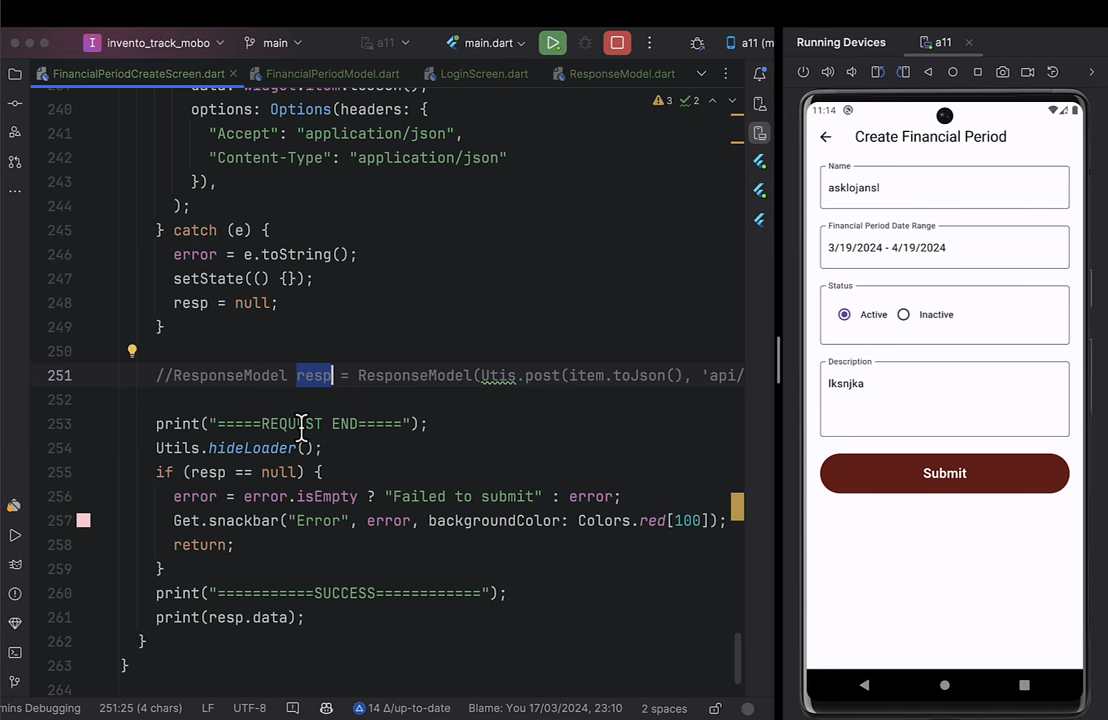 invento_track_mobo
main
a11
main.dart
a11 (m
Running Devices
a11
FinancialPeriodCreateScreen.dart
FinancialPeriodModel.dart
LoginScreen.dart
ResponseModel.dart
3
2
240 options: Options(headers: {
241 "Accept": "application/json",
242 "Content-Type": "application/json"
243 }),
244 );
245 } catch (e) {
246 error = e.toString();
247 setState(() {});
248 resp = null;
249 }
250
251 //ResponseModel resp = ResponseModel(Utis.post(item.toJson(), 'api/
252
253 print("=====REQUUST END=====");
254 Utils.hideLoader();
255 if (resp == null) {
256 error = error.isEmpty ? "Failed to submit" : error;
257 Get.snackbar("Error", error, backgroundColor: Colors.red[100]);
258 return;
259 }
260 print("===========SUCCESS============");
261 print(resp.data);
262 }
263 }
264
mins Debugging
251:25 (4 chars)
LF
UTF-8
14 Δ/up-to-date
Blame: You 17/03/2024, 23:10
2 spaces
11:14
Create Financial Period
Name
asklojansl
Financial Period Date Range
3/19/2024 - 4/19/2024
Status
Active
Inactive
Description
lksnjka
Submit